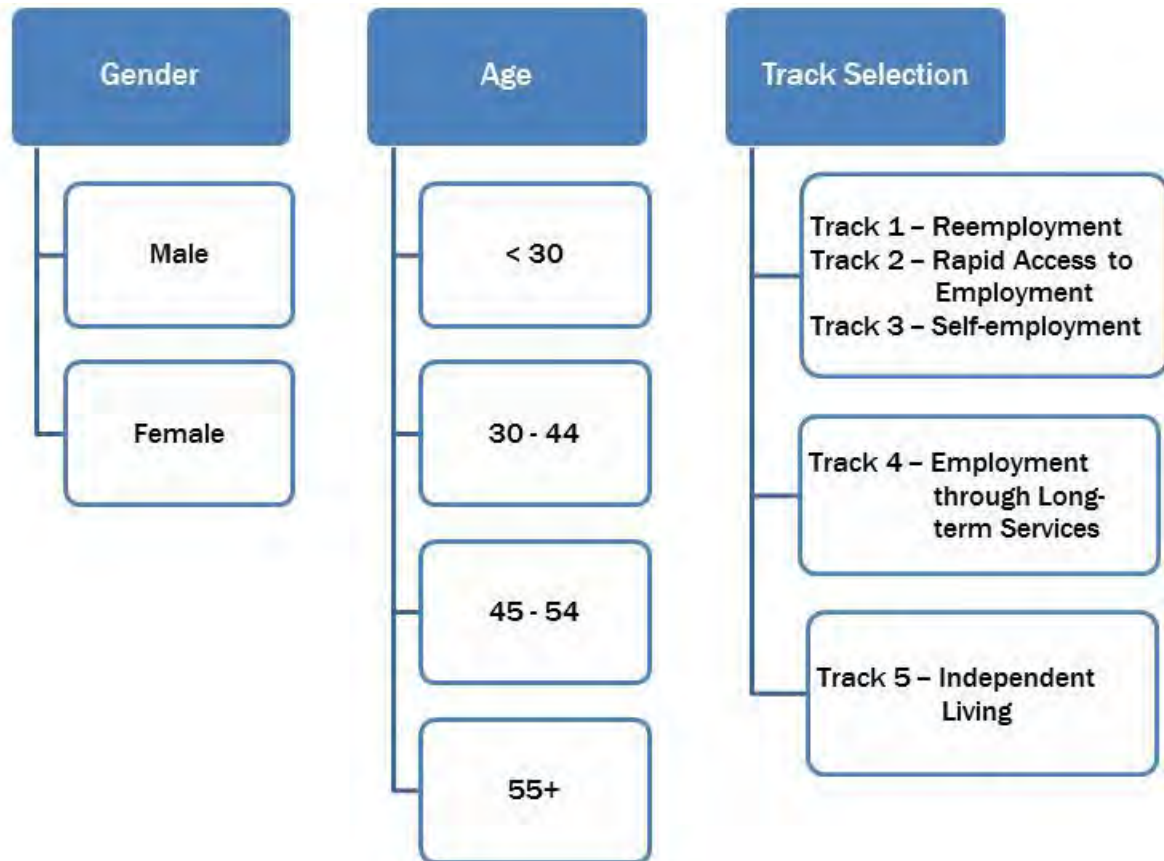 Gender
Male
Female
Age
< 30
30 - 44
45 - 54
55+
Track Selection
Track 1 – Reemployment
Track 2 – Rapid Access to
Employment
Track 3 – Self-employment
Track 4 – Employment
through Long-
term Services
Track 5 – Independent
Living